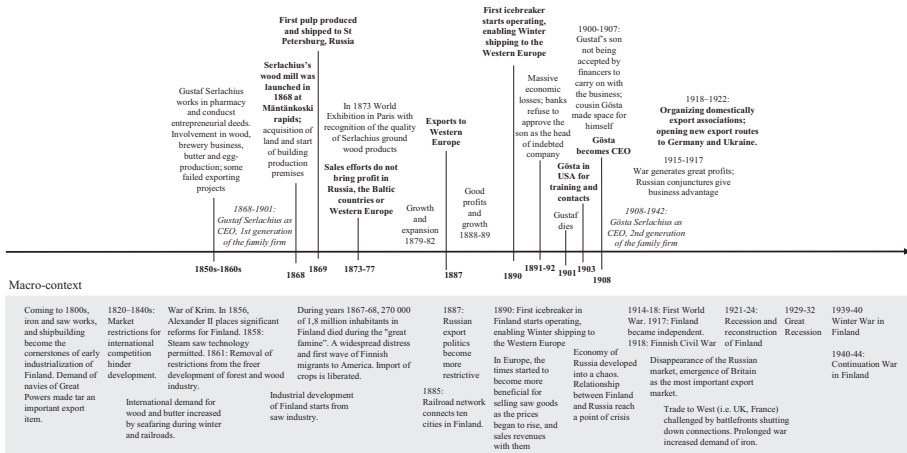 Gustaf Serlachius
works in pharmacy
and conducst
entrepreneurial deeds.
Involvement in wood,
brewery business,
butter and egg-
production; some
failed exporting
projects
1868-1901:
Gustaf Serlachius as
CEO, 1st generation
of the family firm
Serlachius's
wood mill was
launched in
1868 at
Mäntänkoski
rapids;
acquisition of
land and start
of building
production
premises
First pulp produced
and shipped to St
Petersburg, Russia
In 1873 World
Exhibition in Paris with
recognition of the quality
of Serlachius ground
wood products
Sales efforts do not
bring profit in
Russia, the Baltic
countries or
Western Europe
Growth
and
expansion
1879-82
Exports to
Western
Europe
Good
profits
and
growth
1888-89
First icebreaker
starts operating,
enabling Winter
shipping to the
Western Europe
Massive
economic
losses; banks
refuse to
approve the
son as the head
of indebted
company
Gustaf
dies
Gösta in
USA for
training and
contacts
1900-1907:
Gustaf's son
not being
accepted by
financers to
carry on with
the business;
cousin Gösta
made space for
himself
Gösta
becomes CEO
1908-1942:
Gösta Serlachius as
CEO, 2nd generation
of the family firm
1918–1922:
Organizing domestically
export associations;
opening new export routes
to Germany and Ukraine.
1915-1917
War generates great profits;
Russian conjunctures give
business advantage
1850s-1860s
1868
1869
1873-77
1887
1890
1891-92
1901
1903
1908
Macro-context
Coming to 1800s,
iron and saw works,
and shipbuilding
become the
cornerstones of early
industrialization of
Finland. Demand of
navies of Great
Powers made tar an
important export
item.
1820–1840s:
Market
restrictions for
international
competition
hinder
development.
War of Krim. In 1856,
Alexander II places significant
reforms for Finland. 1858:
Steam saw technology
permitted. 1861: Removal of
restrictions from the freer
development of forest and wood
industry.
International demand for
wood and butter increased
by seafaring during winter
and railroads.
During years 1867-68, 270 000
of 1,8 million inhabitants in
Finland died during the "great
famine". A widespread distress
and first wave of Finnish
migrants to America. Import of
crops is liberated.
Industrial development
of Finland starts from
saw industry.
1887:
Russian
export
politics
become
more
restrictive
1885:
Railroad network
connects ten
cities in Finland.
1890: First icebreaker in
Finland starts operating,
enabling Winter shipping to
the Western Europe
In Europe, the
times started to
become more
beneficial for
selling saw goods
as the prices
began to rise, and
sales revenues
with them
Economy of
Russia developed
into a chaos.
Relationship
between Finland
and Russia reach
a point of crisis
1914-18: First World
War. 1917: Finland
became independent.
1918: Finnish Civil War
Disappearance of the Russian
market, emergence of Britain
as the most important export
market.
Trade to West (i.e. UK, France)
challenged by battlefronts shutting
down connections. Prolonged war
increased demand of iron.
1921-24:
Recession and
reconstruction
of Finland
1929-32
Great
Recession
1939-40
Winter War in
Finland
1940-44:
Continuation War
in Finland